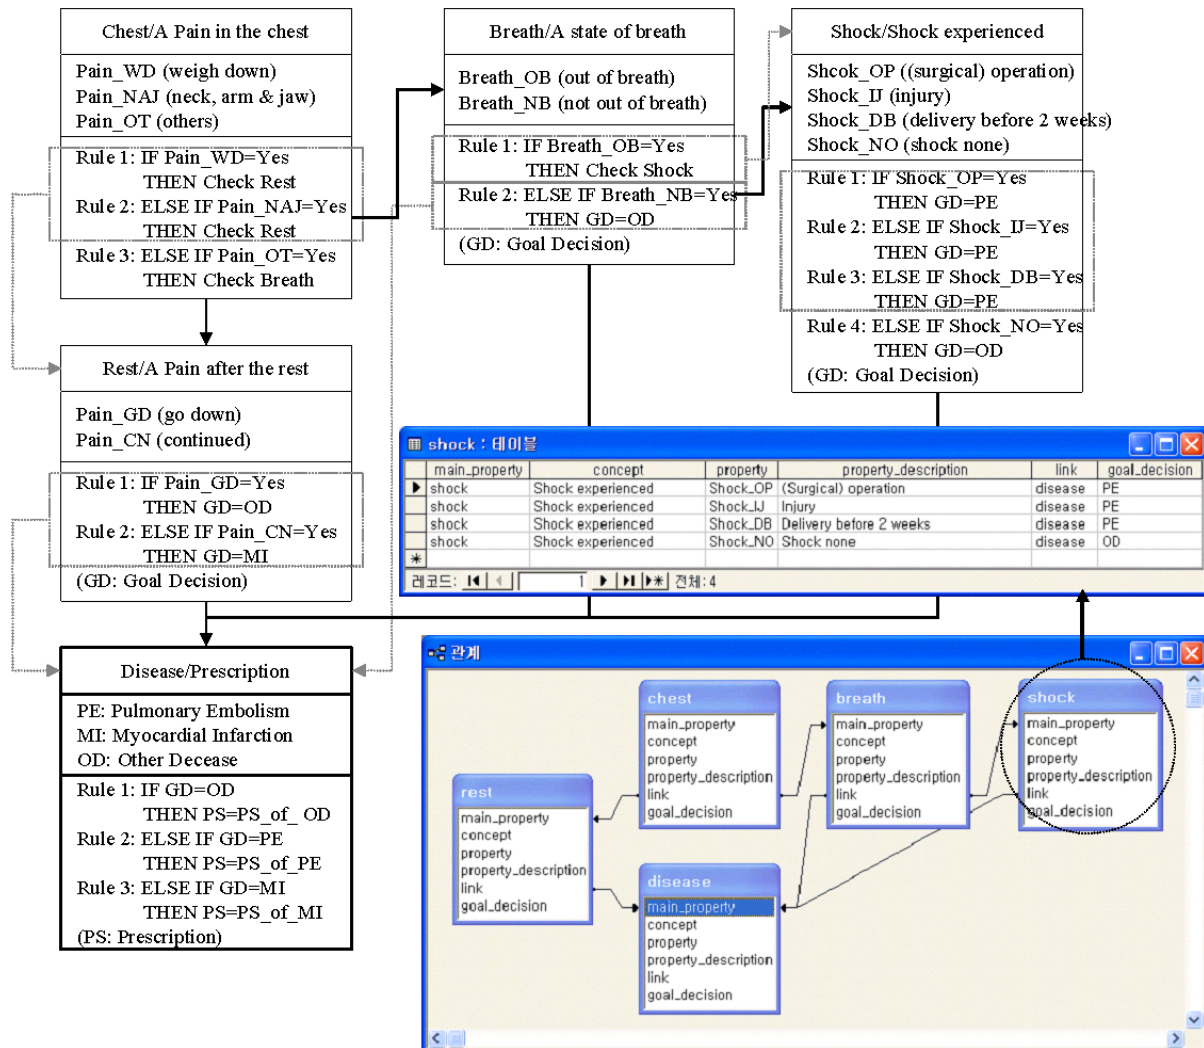 Chest/A Pain in the chest
Pain_WD (weigh down)
Pain_NAJ (neck, arm & jaw)
Pain_OT (others)
Rule 1: IF Pain_WD=Yes
THEN Check Rest
Rule 2: ELSE IF Pain_NAJ=Yes
THEN Check Rest
Rule 3: ELSE IF Pain_OT=Yes
THEN Check Breath
Breath/A state of breath
Breath_OB (out of breath)
Breath_NB (not out of breath)
Rule 1: IF Breath_OB=Yes
THEN Check Shock
Rule 2: ELSE IF Breath_NB=Yes
THEN GD=OD
(GD: Goal Decision)
Shock/Shock experienced
Shcok_OP ((surgical) operation)
Shock_IJ (injury)
Shock_DB (delivery before 2 weeks)
Shock_NO (shock none)
Rule 1: IF Shock_OP=Yes
THEN GD=PE
Rule 2: ELSE IF Shock_IJ=Yes
THEN GD=PE
Rule 3: ELSE IF Shock_DB=Yes
THEN GD=PE
Rule 4: ELSE IF Shock_NO=Yes
THEN GD=OD
(GD: Goal Decision)
Rest/A Pain after the rest
Pain_GD (go down)
Pain_CN (continued)
Rule 1: IF Pain_GD=Yes
THEN GD=OD
Rule 2: ELSE IF Pain_CN=Yes
THEN GD=MI
(GD: Goal Decision)
shock : 테이블
main_property concept property property_description link goal_decision
shock Shock experienced Shock_OP (Surgical) operation disease PE
shock Shock experienced Shock_IJ Injury disease PE
shock Shock experienced Shock_DB Delivery before 2 weeks disease PE
shock Shock experienced Shock_NO Shock none disease OD
레코드: 1 전체: 4
Disease/Prescription
PE: Pulmonary Embolism
MI: Myocardial Infarction
OD: Other Decease
Rule 1: IF GD=OD
THEN PS=PS_of_ OD
Rule 2: ELSE IF GD=PE
THEN PS=PS_of_PE
Rule 3: ELSE IF GD=MI
THEN PS=PS_of_MI
(PS: Prescription)
관계
chest
main_property
concept
property
property_description
link
goal_decision
breath
main_property
concept
property
property_description
link
goal_decision
shock
main_property
concept
property
property_description
link
goal_decision
rest
main_property
concept
property
property_description
link
goal_decision
disease
main_property
concept
property
property_description
link
goal_decision